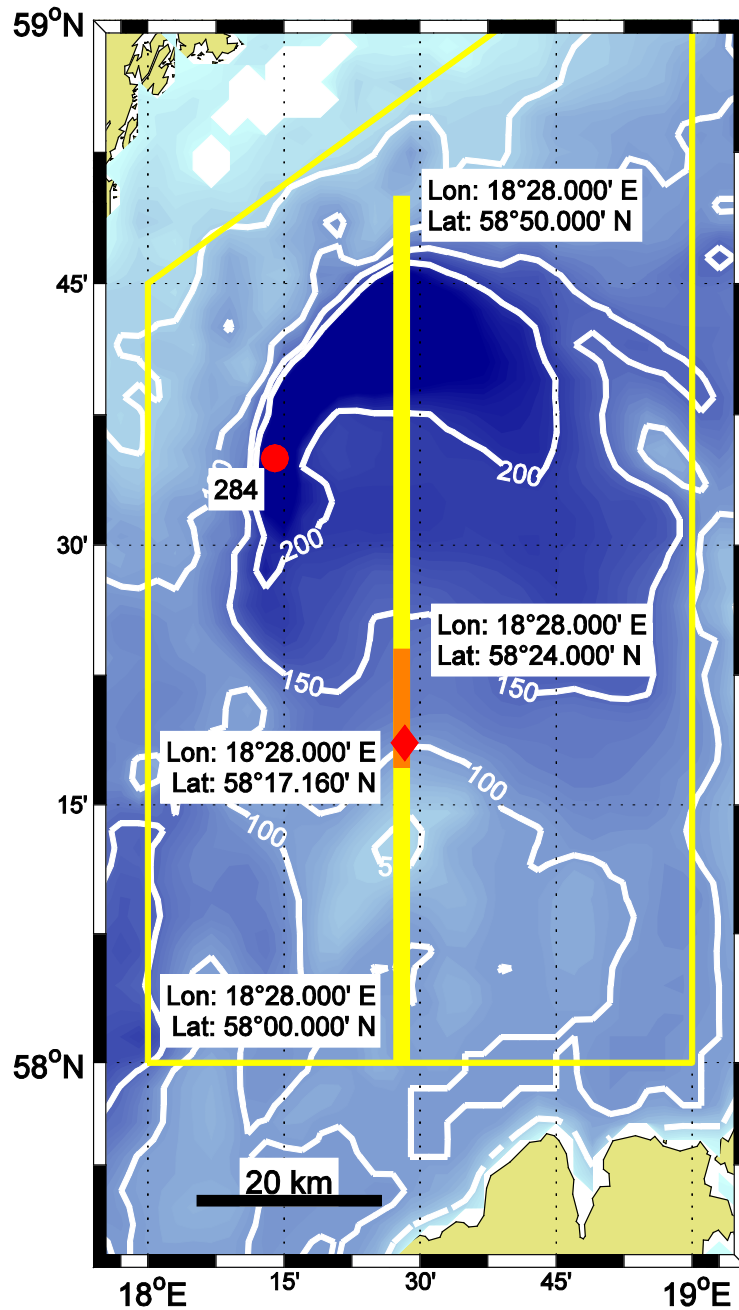 59°N
Lon: 18°28.000' E
Lat: 58°50.000' N
45'
284
200
200
30'
Lon: 18°28.000' E
Lat: 58°24.000' N
150
150
Lon: 18°28.000' E
Lat: 58°17.160' N
100
15'
100
Lon: 18°28.000' E
Lat: 58°00.000' N
58°N
20 km
18°E
15'
30'
45'
19°E